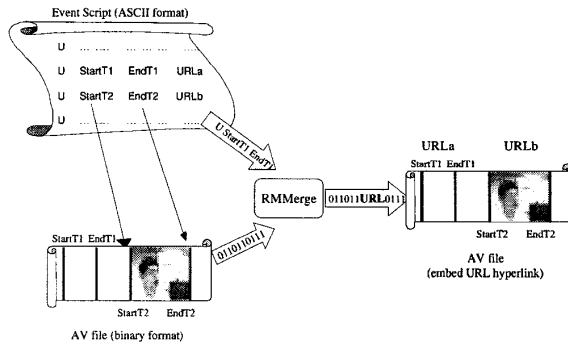 Event Script (ASCII format)
U ..... ..... ..... .....
U StartT1 EndT1 URLa
U StartT2 EndT2 URLb
U ..... ..... ..... .....
U StartT1 EndT1
URLa URLb
StartT1 EndT1
RMMerge
011011URL0111
StartT2 EndT2
AV file
(embed URL hyperlink)
0110110111
StartT1 EndT1
StartT2 EndT2
AV file (binary format)